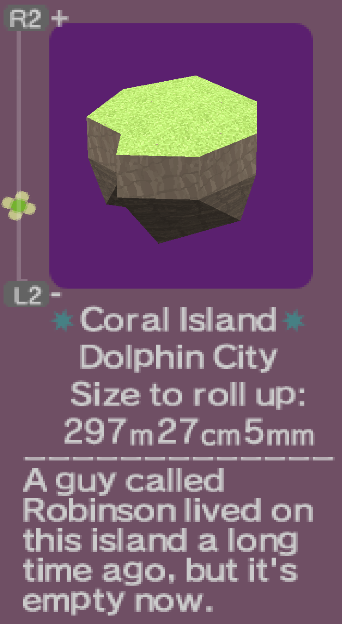 R2 +
L2 -
Coral Island
Dolphin City
Size to roll up:
297m27cm5mm
A guy called
Robinson lived on
this island a long
time ago, but it's
empty now.